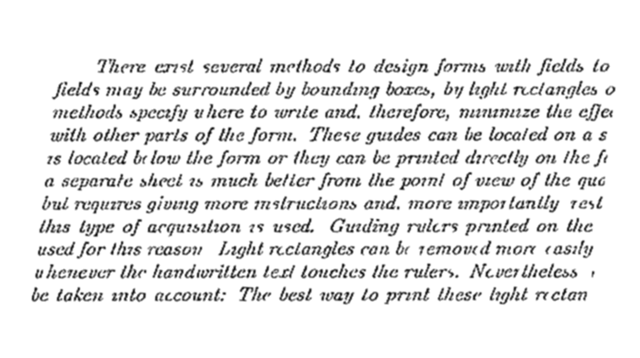 There exist several methods to design forms with fields to
fields may be surrounded by bounding boxes, by light rectangles o
methods specify where to write and, therefore, minimize the effec
with other parts of the form. These guides can be located on a s
is located below the form or they can be printed directly on the fo
a separate sheet is much better from the point of view of the qua
but requires giving more instructions and, more importantly rest
this type of acquisition is used. Guiding rulers printed on the
used for this reason Light rectangles can be removed more easily
whenever the handwritten text touches the rulers. Nevertheless
be taken into account: The best way to print these light rectan